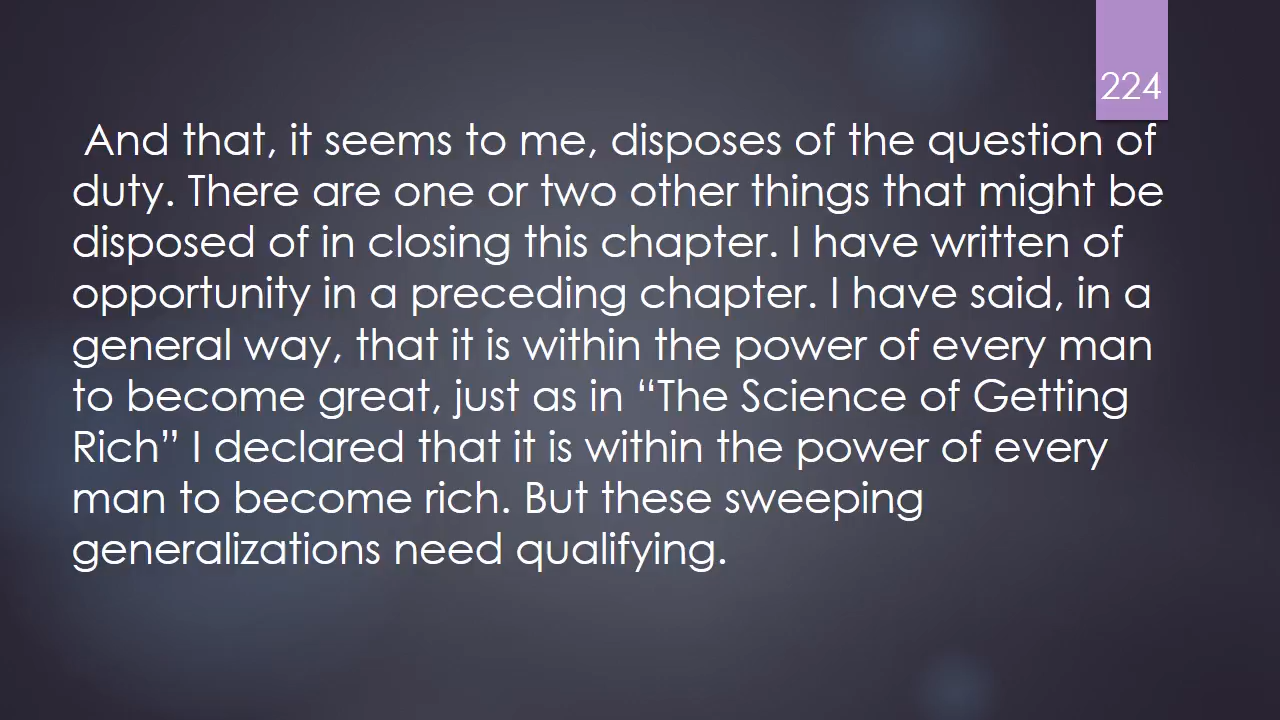 224
And that, it seems to me, disposes of the question of
duty. There are one or two other things that might be
disposed of in closing this chapter. I have written of
opportunity in a preceding chapter. I have said, in a
general way, that it is within the power of every man
to become great, just as in “The Science of Getting
Rich” I declared that it is within the power of every
man to become rich. But these sweeping
generalizations need qualifying.